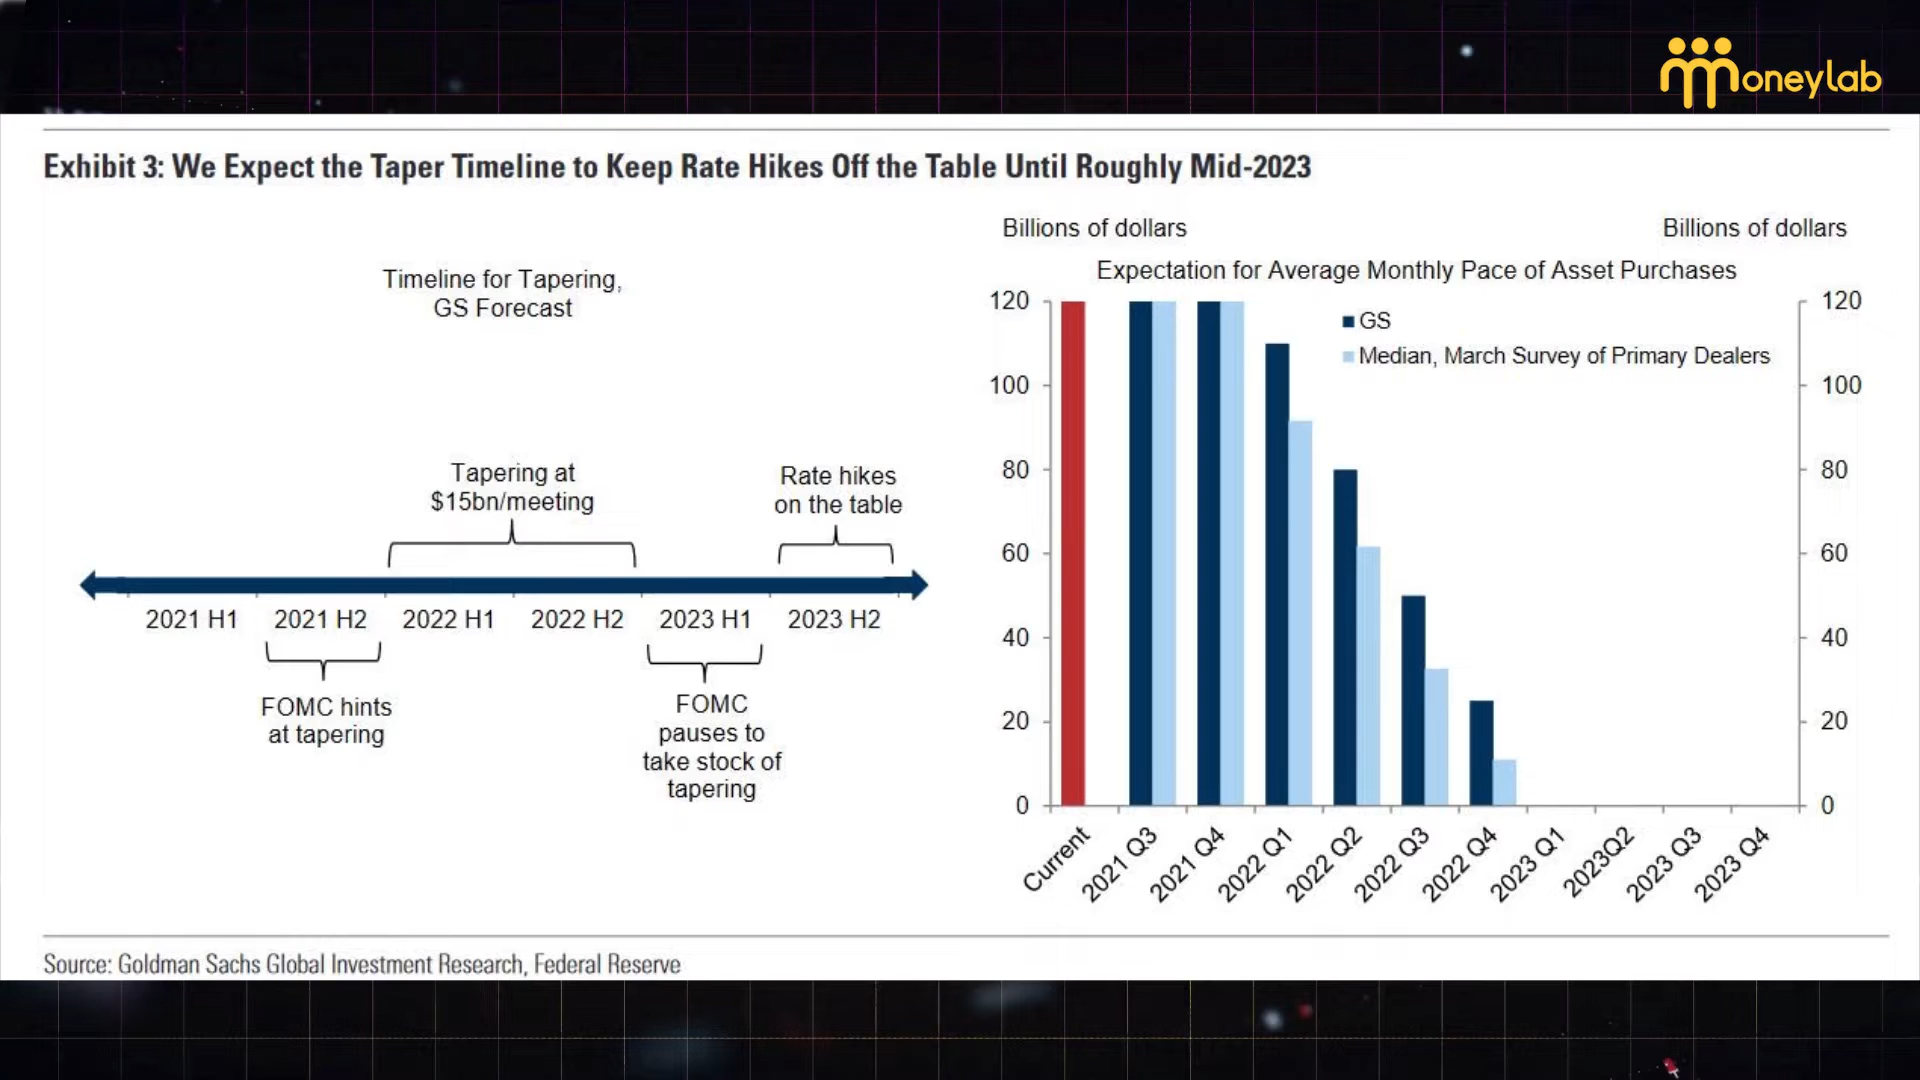 Moneylab
Exhibit 3: We Expect the Taper Timeline to Keep Rate Hikes Off the Table Until Roughly Mid-2023
Timeline for Tapering,
GS Forecast
Tapering at
$15bn/meeting
Rate hikes
on the table
2021 H1
2021 H2
2022 H1
2022 H2
2023 H1
2023 H2
FOMC hints
at tapering
FOMC
pauses to
take stock of
tapering
Billions of dollars
Billions of dollars
Expectation for Average Monthly Pace of Asset Purchases
GS
Median, March Survey of Primary Dealers
120
100
80
60
40
20
0
120
100
80
60
40
20
0
Current
2021 Q3
2021 Q4
2022 Q1
2022 Q2
2022 Q3
2022 Q4
2023 Q1
2023Q2
2023 Q3
2023 Q4
Source: Goldman Sachs Global Investment Research, Federal Reserve